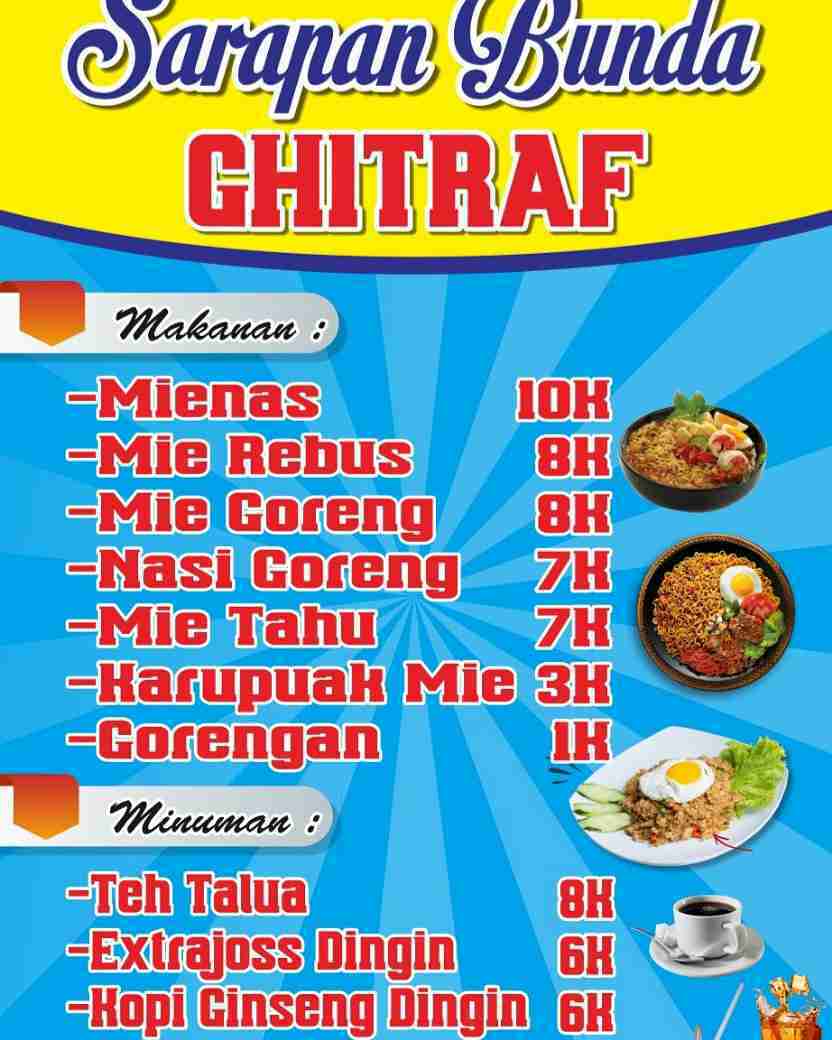 Sarapan Bunda
GHITRAF
Makanan :
-Mienas 10K
-Mie Rebus 8K
-Mie Goreng 8K
-Nasi Goreng 7K
-Mie Tahu 7K
-Karupuak Mie 3K
-Gorengan 1K
Minuman :
-Teh Talua 8K
-Extrajoss Dingin 6K
-Kopi Ginseng Dingin 6K